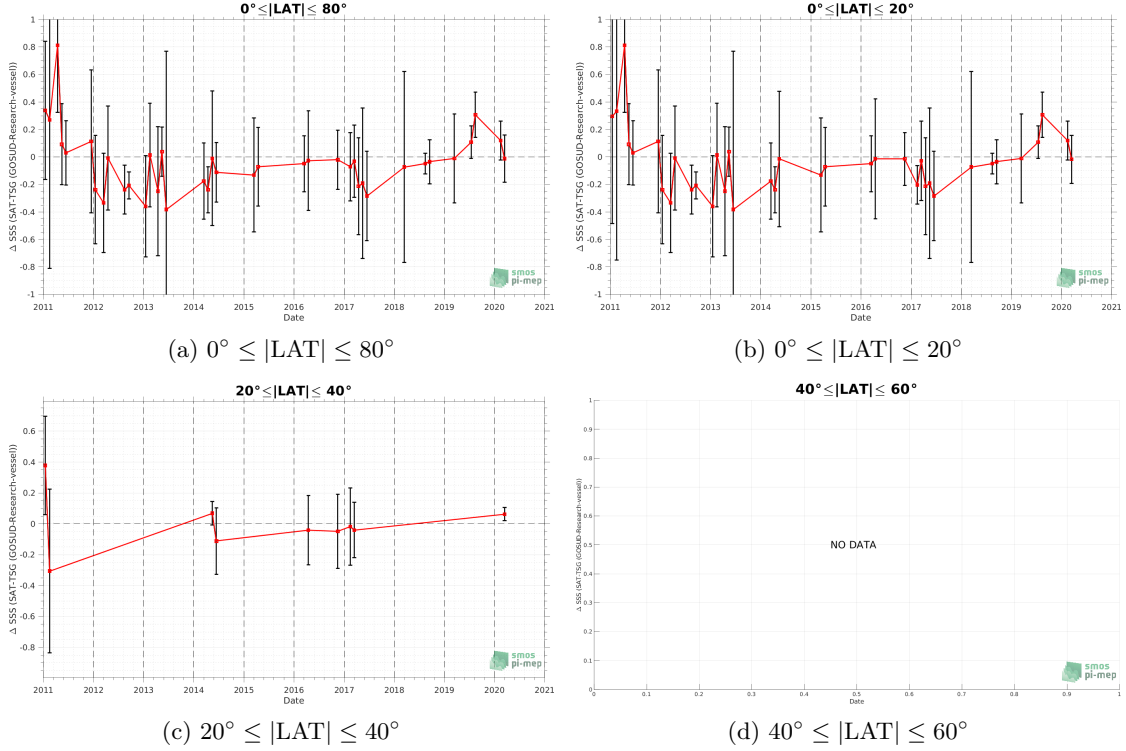 0°≤|LAT|≤ 80°
Δ SSS (SAT-TSG (GOSUD-Research-vessel))
1
0.8
0.6
0.4
0.2
0
-0.2
-0.4
-0.6
-0.8
-1
2011 2012 2013 2014 2015 2016 2017 2018 2019 2020 2021
Date
smos
pi-mep
(a) 0° ≤ |LAT| ≤ 80°
0°≤|LAT|≤ 20°
Δ SSS (SAT-TSG (GOSUD-Research-vessel))
1
0.8
0.6
0.4
0.2
0
-0.2
-0.4
-0.6
-0.8
-1
2011 2012 2013 2014 2015 2016 2017 2018 2019 2020 2021
Date
smos
pi-mep
(b) 0° ≤ |LAT| ≤ 20°
20°≤|LAT|≤ 40°
Δ SSS (SAT-TSG (GOSUD-Research-vessel))
0.6
0.4
0.2
0
-0.2
-0.4
-0.6
-0.8
2011 2012 2013 2014 2015 2016 2017 2018 2019 2020 2021
Date
smos
pi-mep
(c) 20° ≤ |LAT| ≤ 40°
40°≤|LAT|≤ 60°
Δ SSS (SAT-TSG (GOSUD-Research-vessel))
1
0.9
0.8
0.7
0.6
0.5
0.4
0.3
0.2
0.1
0
NO DATA
0 0.1 0.2 0.3 0.4 0.5 0.6 0.7 0.8 0.9 1
Date
smos
pi-mep
(d) 40° ≤ |LAT| ≤ 60°